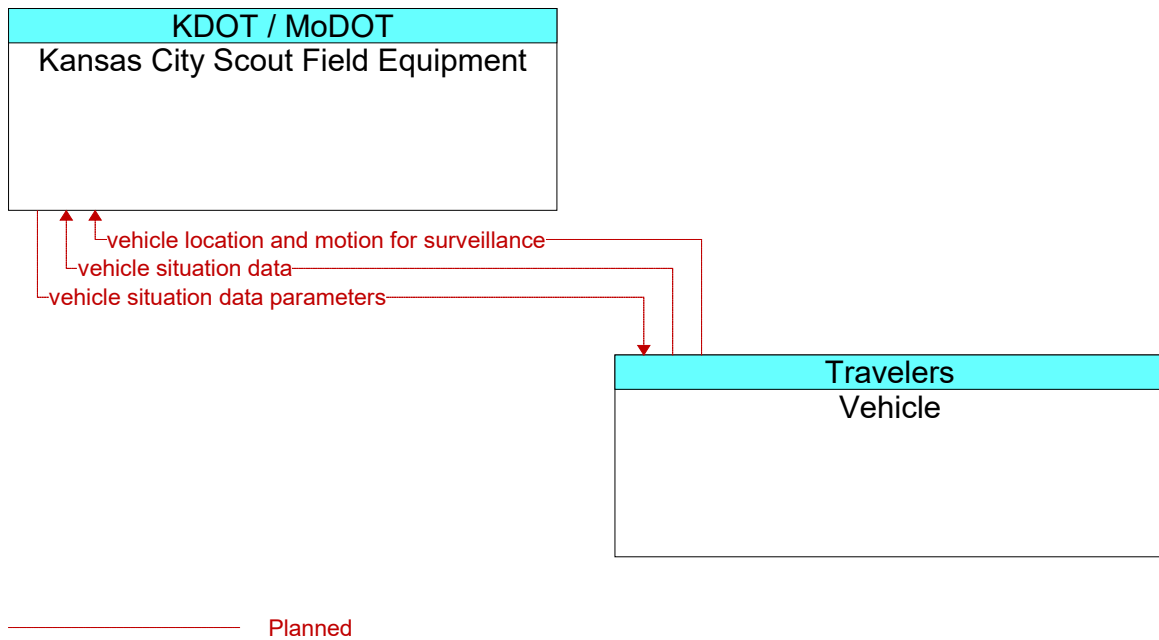 KDOT / MoDOT
Kansas City Scout Field Equipment
vehicle location and motion for surveillance
vehicle situation data
vehicle situation data parameters
Travelers
Vehicle
Planned